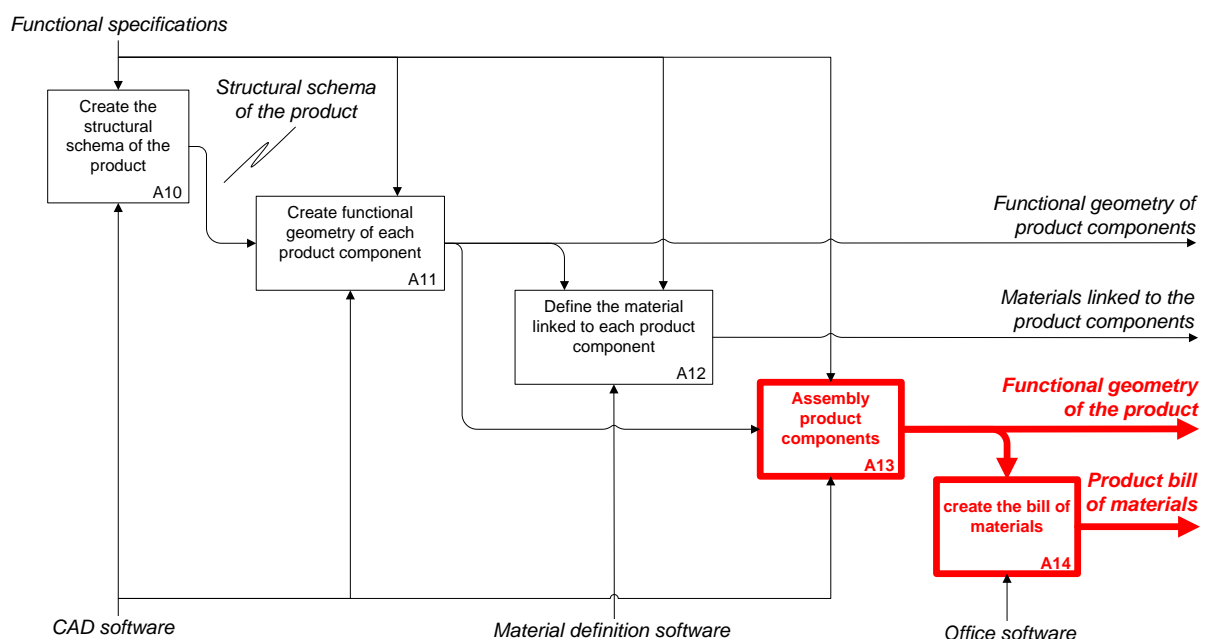 Functional specifications
Create the
structural
schema of the
product
A10
Structural schema
of the product
Create functional
geometry of each
product component
A11
Functional geometry of
product components
Define the material
linked to each product
component
A12
Materials linked to the
product components
Assembly
product
components
A13
Functional geometry
of the product
create the bill of
materials
A14
Product bill
of materials
CAD software
Material definition software
Office software